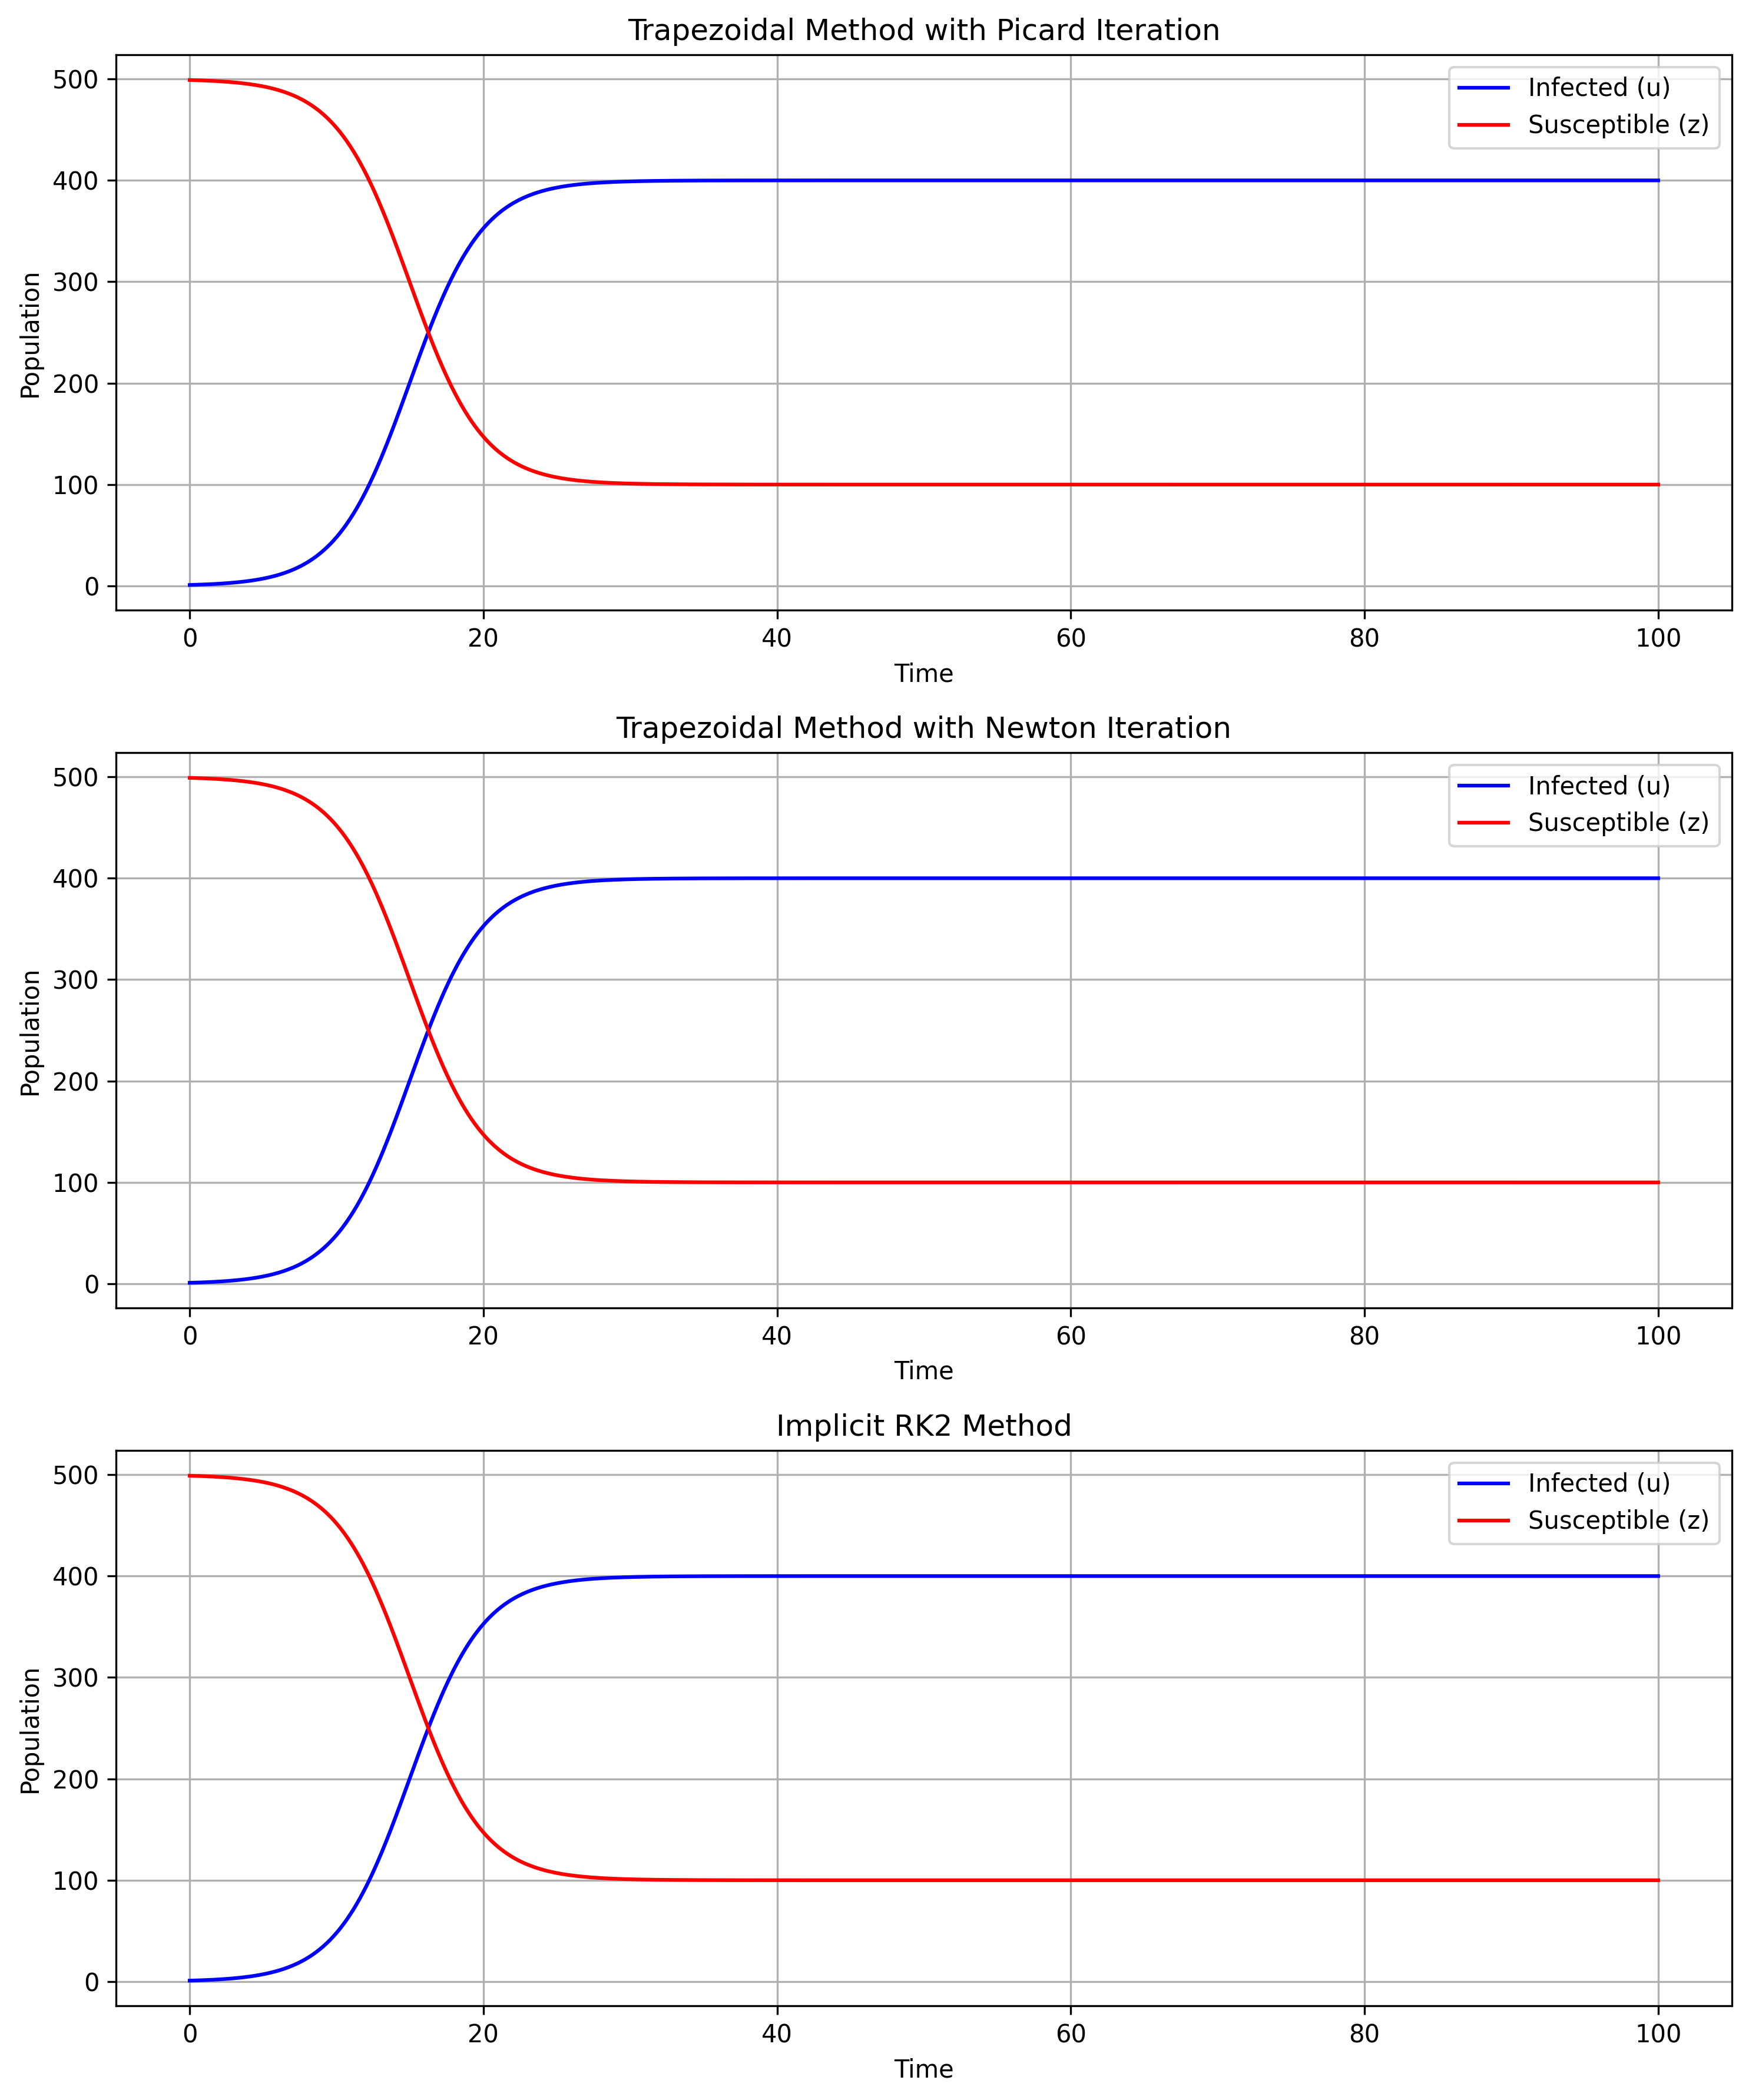 Trapezoidal Method with Picard Iteration
Infected (u)
Susceptible (z)
Population
500
400
300
200
100
0
0 20 40 60 80 100
Time
Trapezoidal Method with Newton Iteration
Infected (u)
Susceptible (z)
Population
500
400
300
200
100
0
0 20 40 60 80 100
Time
Implicit RK2 Method
Infected (u)
Susceptible (z)
Population
500
400
300
200
100
0
0 20 40 60 80 100
Time